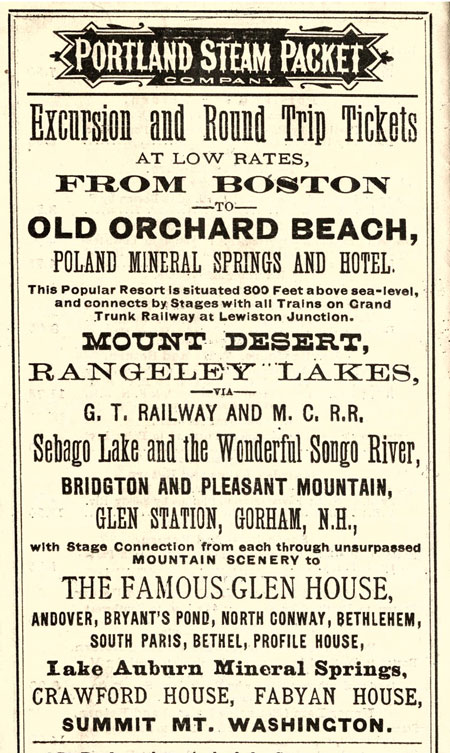 PORTLAND STEAM PACKET
COMPANY
Excursion and Round Trip Tickets
AT LOW RATES,
FROM BOSTON
—TO—
OLD ORCHARD BEACH,
POLAND MINERAL SPRINGS AND HOTEL.
This Popular Resort is situated 800 Feet above sea-level,
and connects by Stages with all Trains on Grand
Trunk Railway at Lewiston Junction.
MOUNT DESERT,
RANGELEY LAKES,
—VIA—
G. T. RAILWAY AND M. C. R.R.
Sebago Lake and the Wonderful Songo River,
BRIDGTON AND PLEASANT MOUNTAIN,
GLEN STATION, GORHAM, N.H.,
with Stage Connection from each through unsurpassed
MOUNTAIN SCENERY to
THE FAMOUS GLEN HOUSE,
ANDOVER, BRYANT'S POND, NORTH CONWAY, BETHLEHEM,
SOUTH PARIS, BETHEL, PROFILE HOUSE,
Lake Auburn Mineral Springs,
CRAWFORD HOUSE, FABYAN HOUSE,
SUMMIT MT. WASHINGTON.